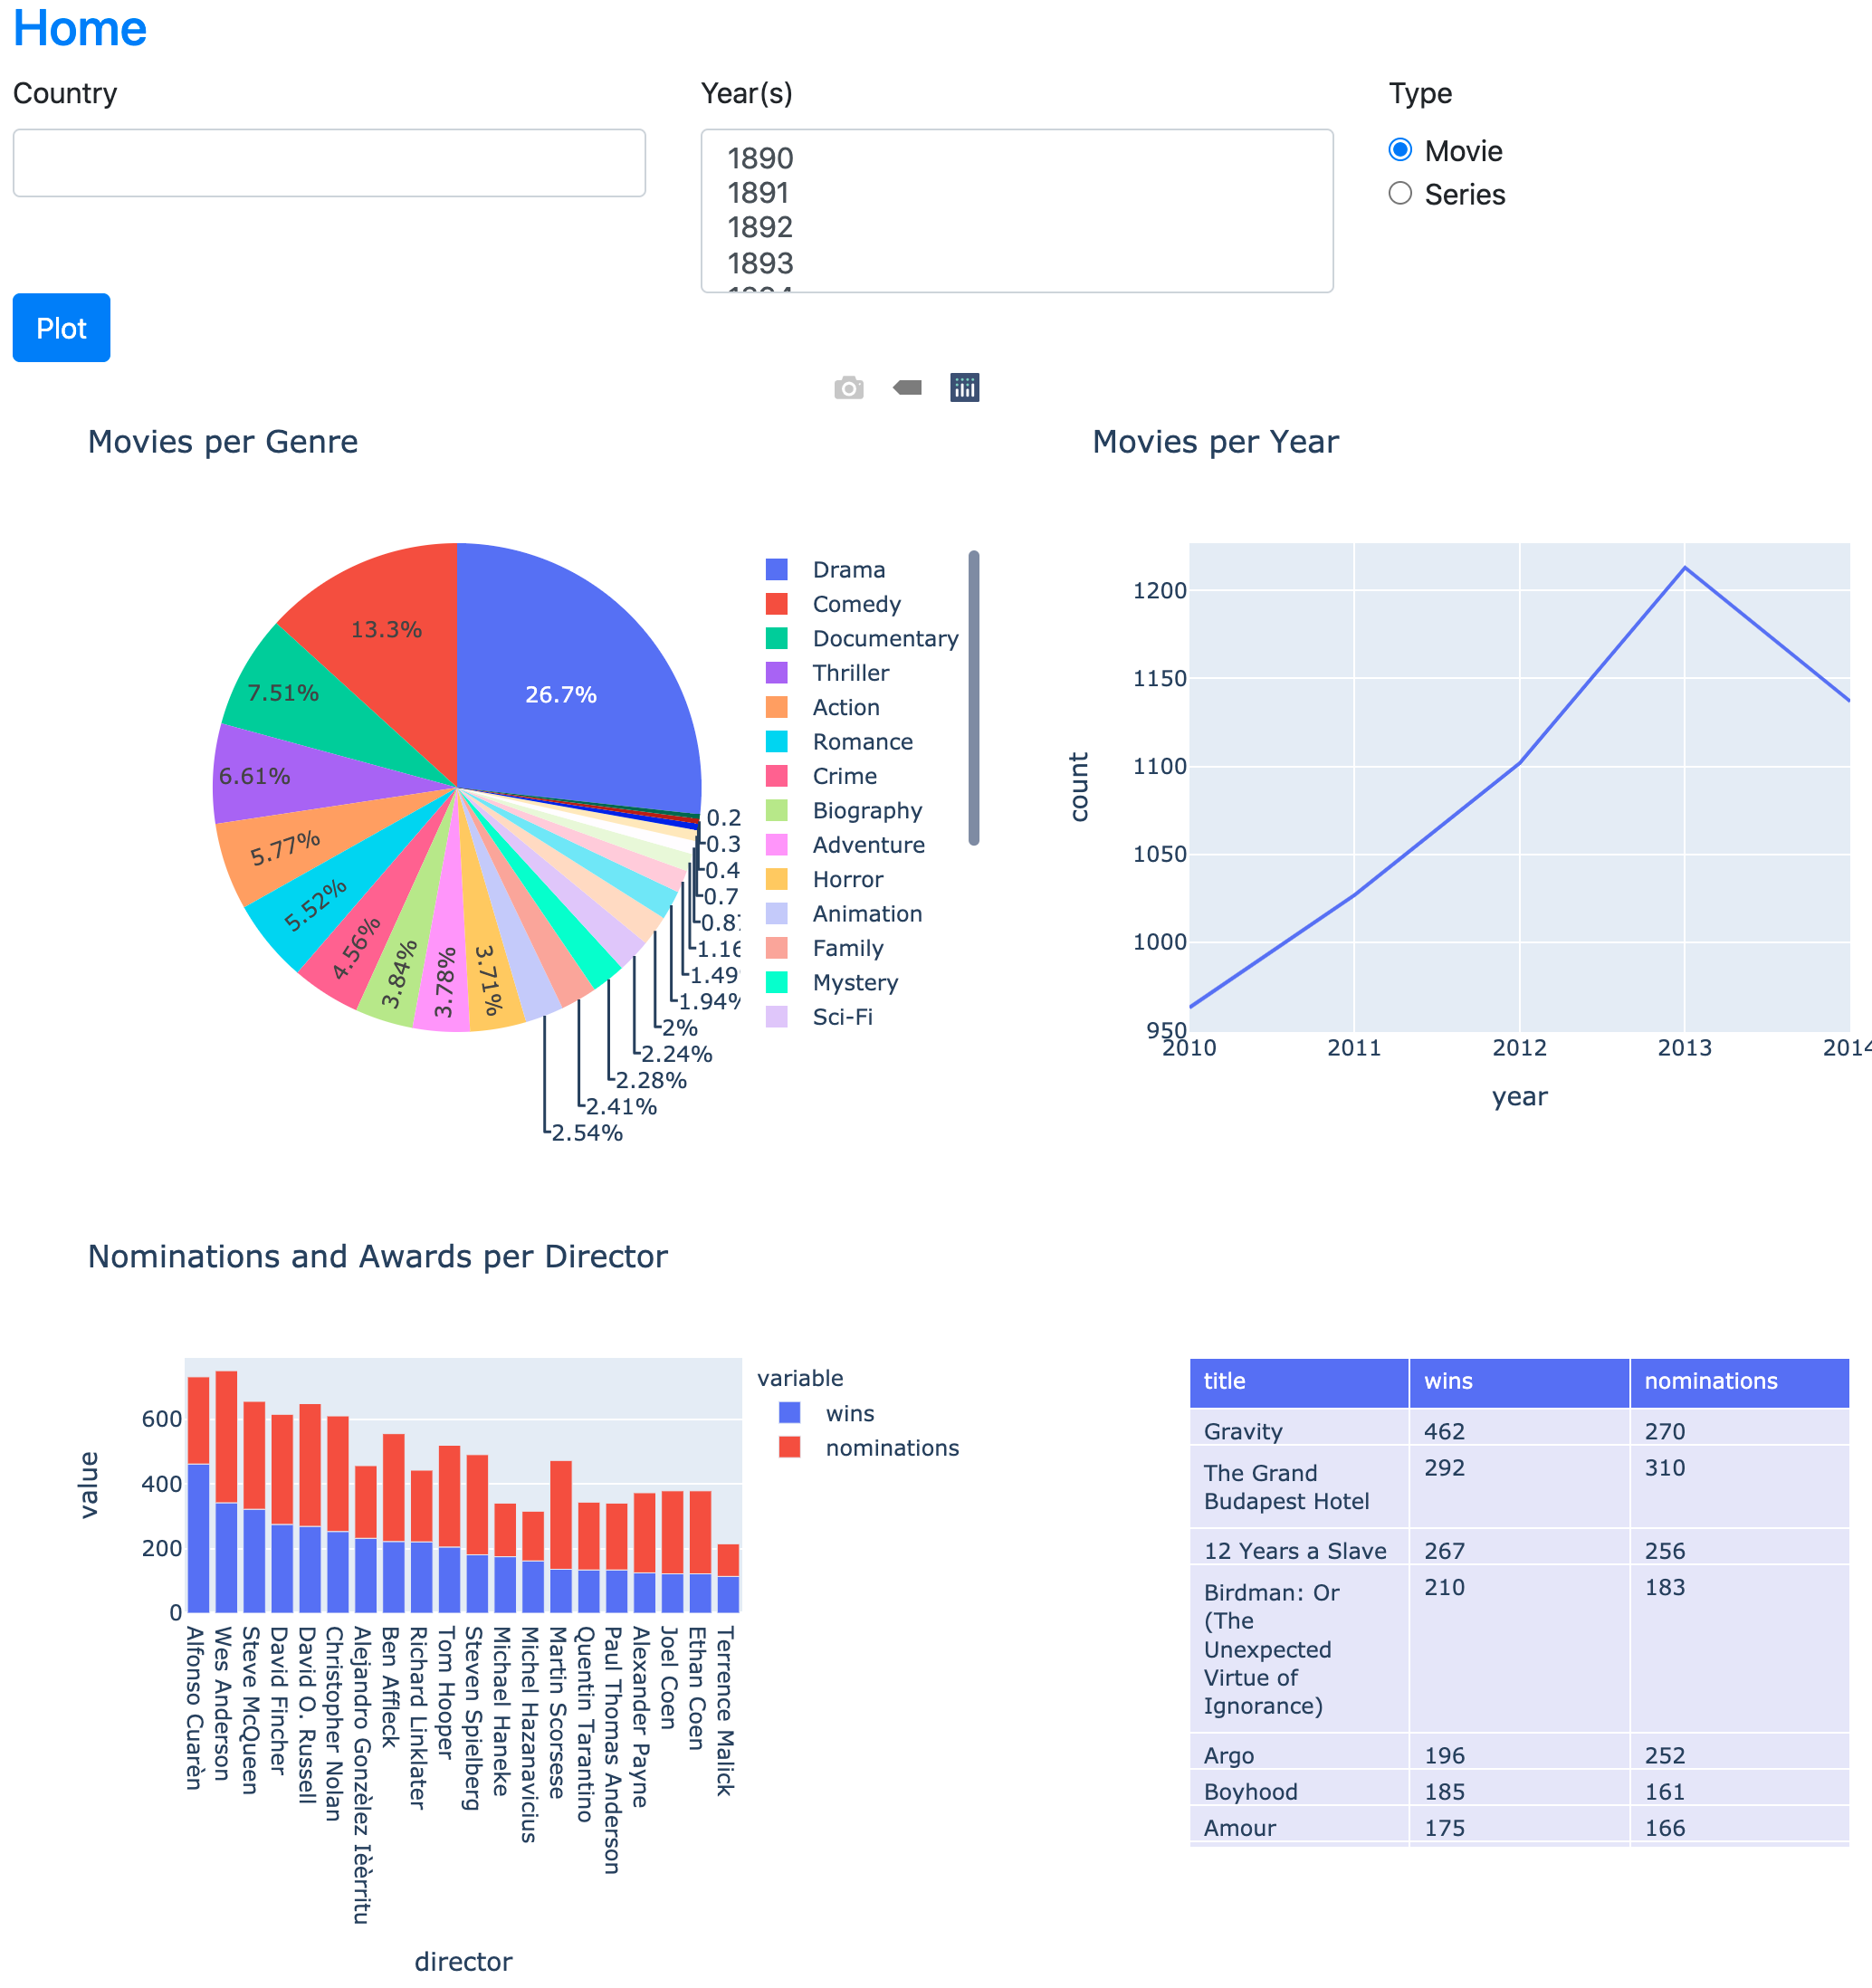 Home
Country
Year(s)
Type
1890
1891
1892
1893
Movie
Series
Plot
Movies per Genre
26.7%
13.3%
7.51%
6.61%
5.77%
5.52%
4.56%
3.84%
3.78%
3.71%
2.54%
2.41%
2.28%
2.24%
2%
1.94%
1.49
1.16
0.8
0.7
0.4
0.3
0.2
Drama
Comedy
Documentary
Thriller
Action
Romance
Crime
Biography
Adventure
Horror
Animation
Family
Mystery
Sci-Fi
Movies per Year
count
1200
1150
1100
1050
1000
950
2010
2011
2012
2013
2014
year
Nominations and Awards per Director
value
600
400
200
0
Alfonso Cuarèn
Wes Anderson
Steve McQueen
David Fincher
David O. Russell
Christopher Nolan
Alejandro Gonzèlez Ièèrritu
Ben Affleck
Richard Linklater
Tom Hooper
Steven Spielberg
Michael Haneke
Michel Hazanavicius
Martin Scorsese
Quentin Tarantino
Paul Thomas Anderson
Alexander Payne
Joel Coen
Ethan Coen
Terrence Malick
director
variable
wins
nominations
title wins nominations
Gravity 462 270
The Grand 292 310
Budapest Hotel
12 Years a Slave 267 256
Birdman: Or 210 183
(The
Unexpected
Virtue of
Ignorance)
Argo 196 252
Boyhood 185 161
Amour 175 166